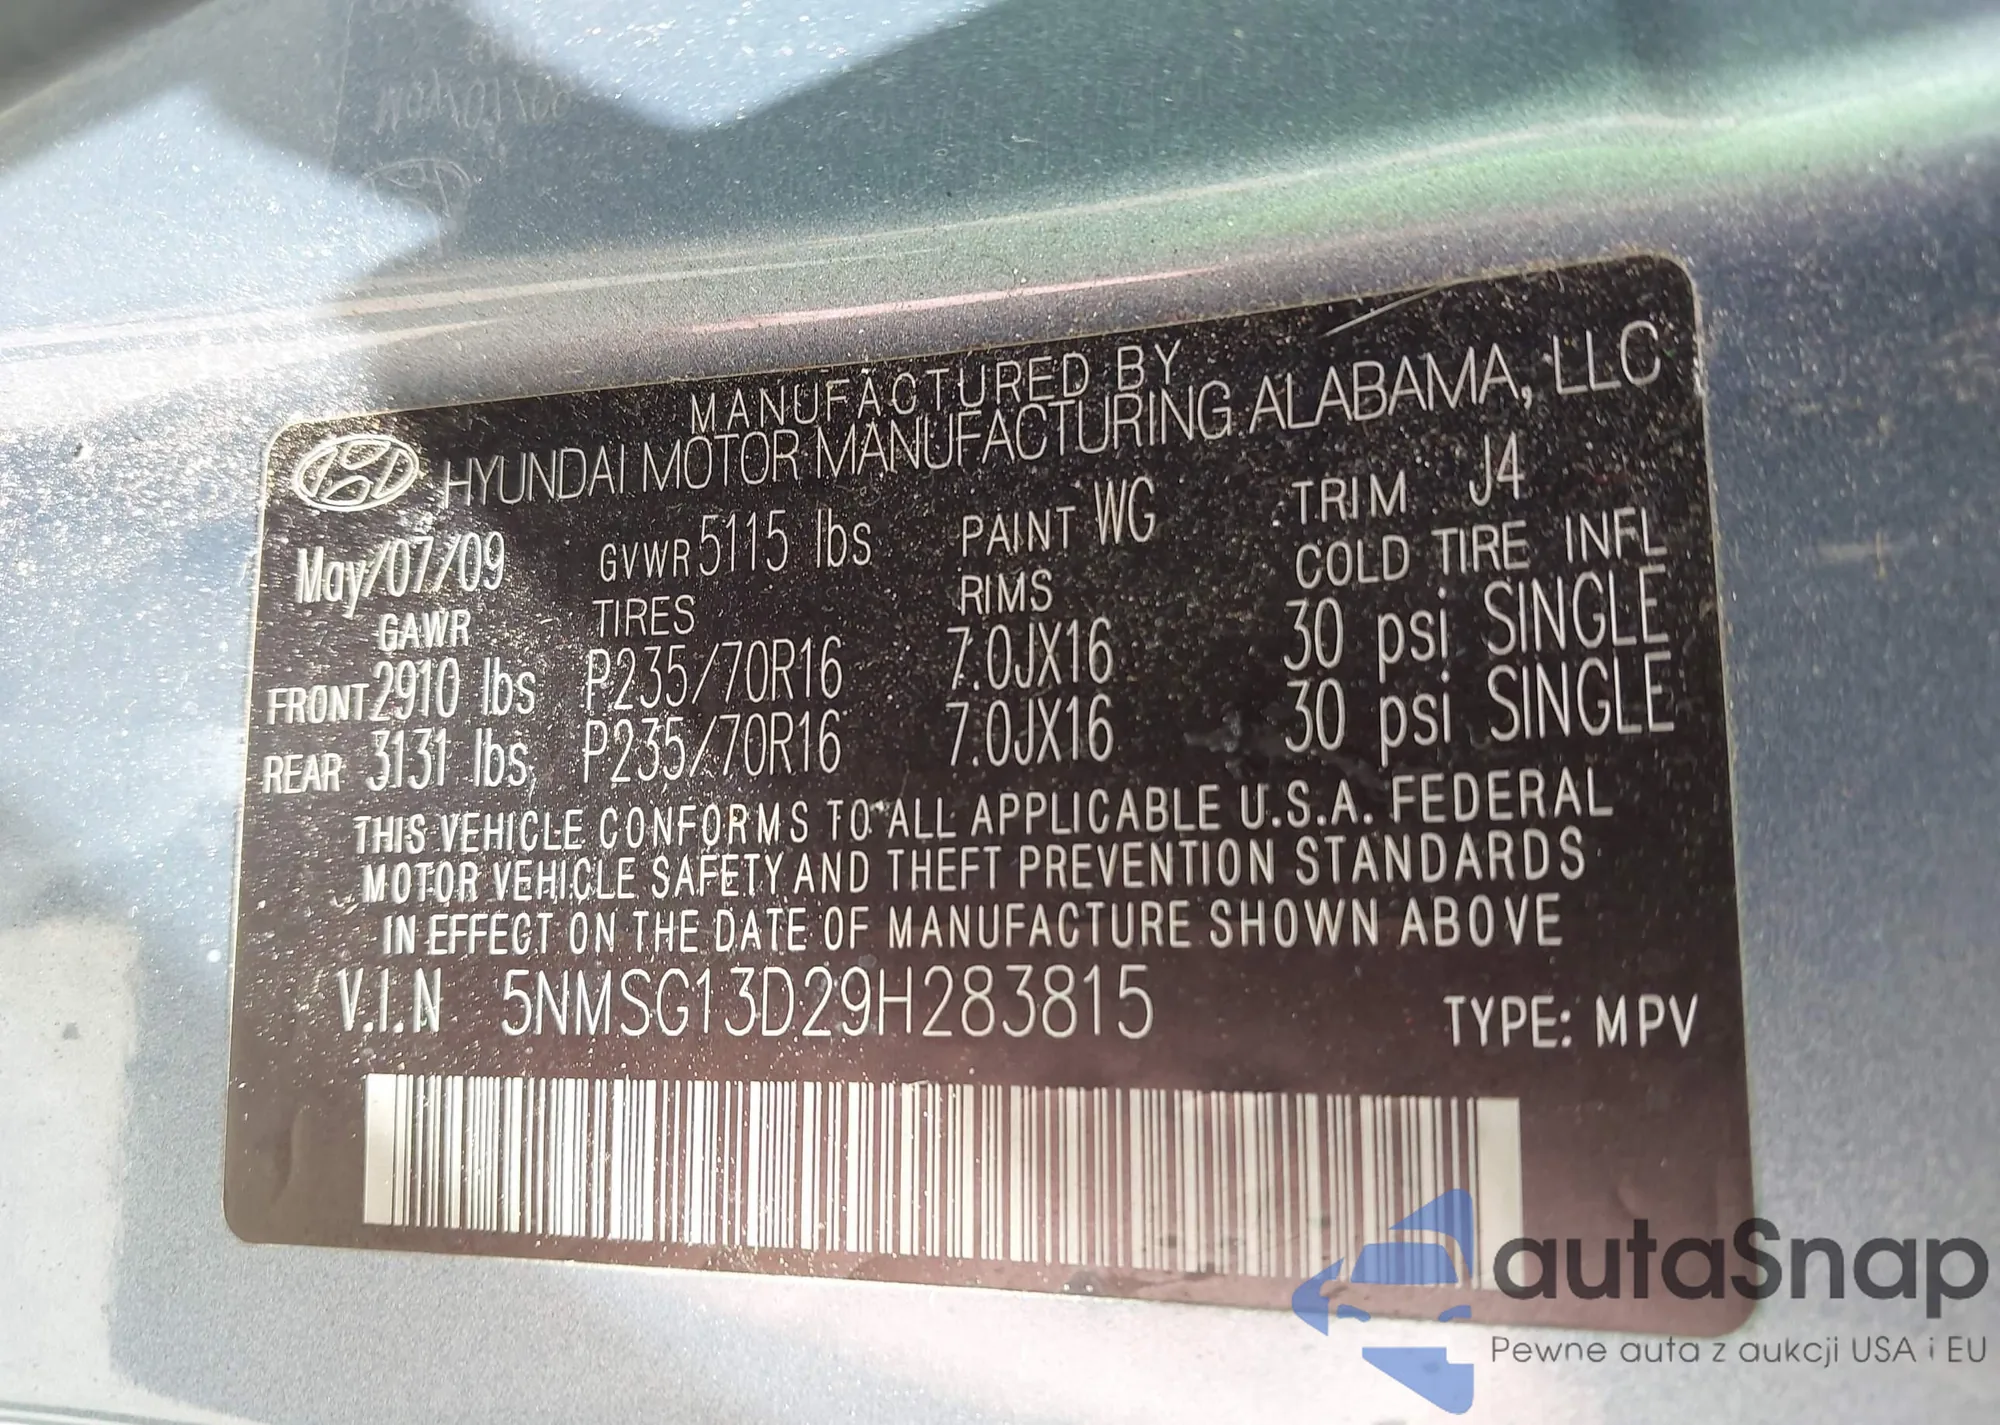 MANUFACTURED BY
HYUNDAI MOTOR MANUFACTURING ALABAMA, LLC
May/07/09 GVWR 5115 lbs PAINT WG TRIM J4
GAWR TIRES RIMS COLD TIRE INFL
FRONT 2910 lbs P235/70R16 7.0JX16 30 psi SINGLE
REAR 3131 lbs P235/70R16 7.0JX16 30 psi SINGLE
THIS VEHICLE CONFORMS TO ALL APPLICABLE U.S.A. FEDERAL
MOTOR VEHICLE SAFETY AND THEFT PREVENTION STANDARDS
IN EFFECT ON THE DATE OF MANUFACTURE SHOWN ABOVE
V.I.N 5NMSG13D29H283815 TYPE: MPV
autaSnap
Pewne auta z aukcji USA i EU